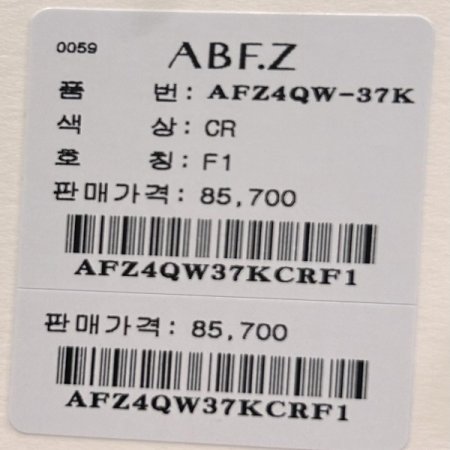 0059 ABF.Z
품 번: AFZ4QW-37K
색 상: CR
호 칭: F1
판매가격: 85,700
AFZ4QW37KCRF1
판매가격: 85,700
AFZ4QW37KCRF1